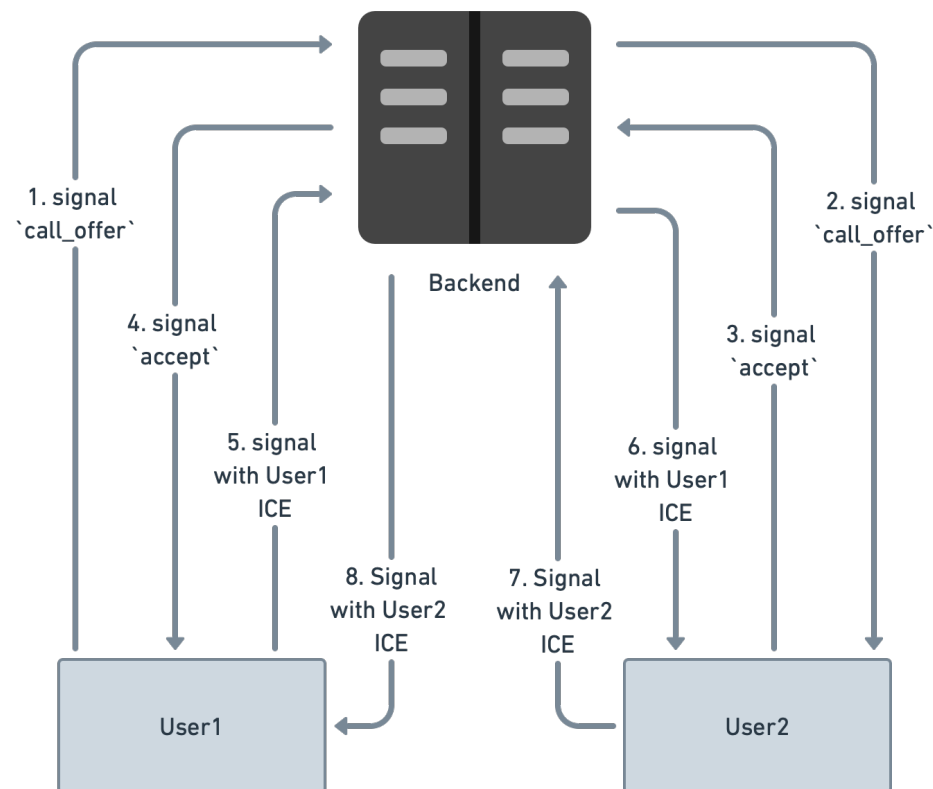 1. signal
`call_offer`
2. signal
`call_offer`
Backend
4. signal
`accept`
3. signal
`accept`
5. signal
with User1
ICE
6. signal
with User1
ICE
8. Signal
with User2
ICE
7. Signal
with User2
ICE
User1
User2